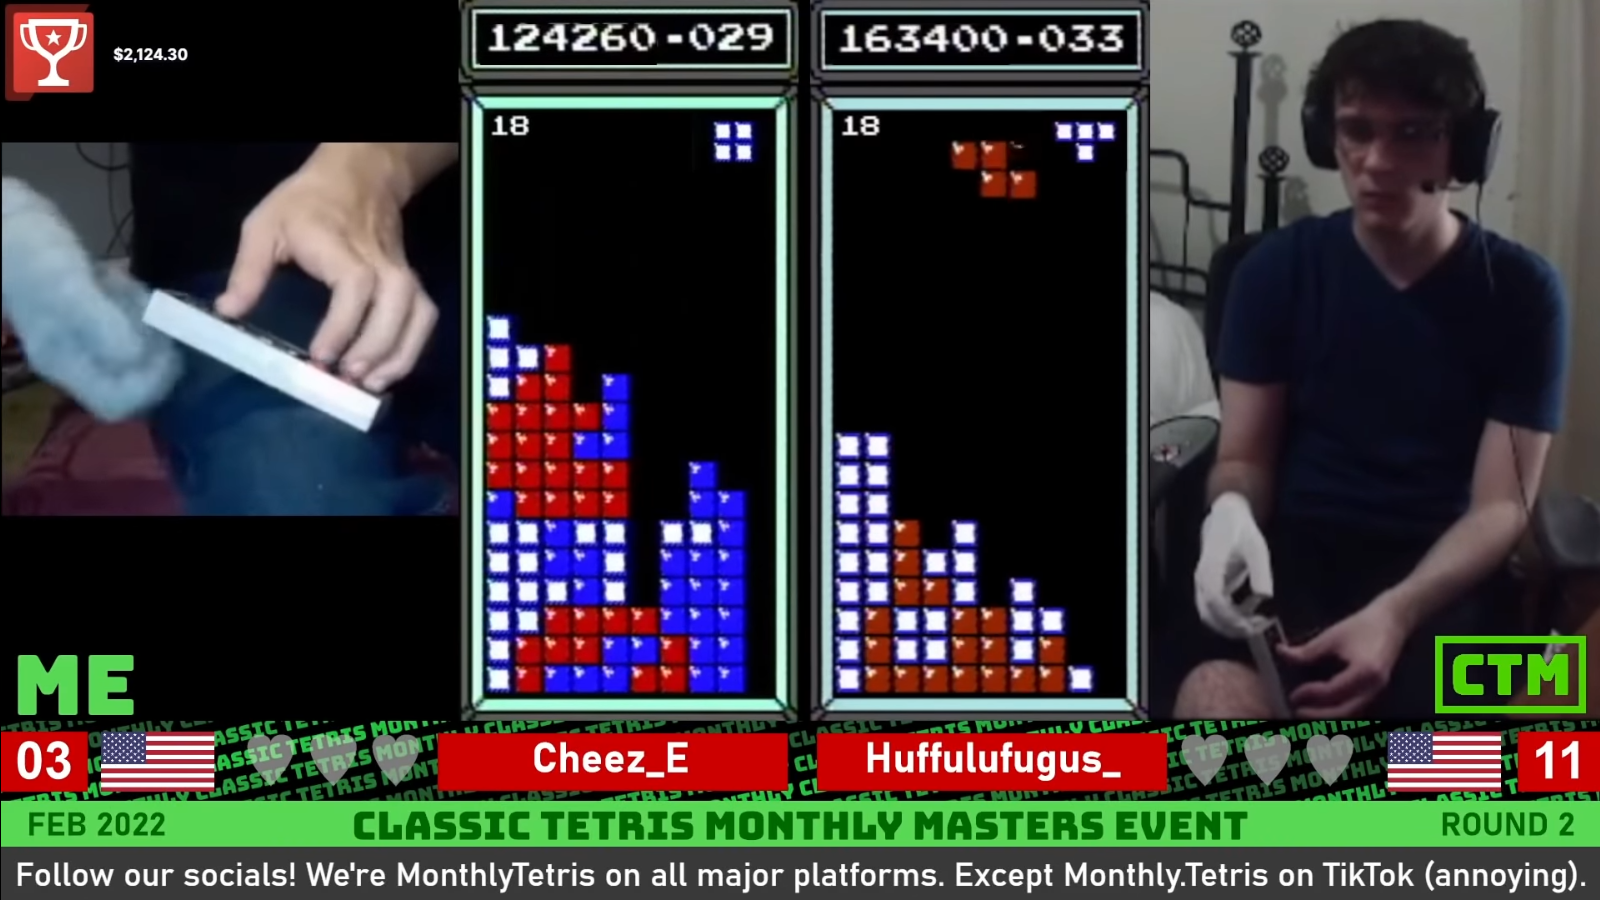 $2,124.30
124260-029
163400-033
18
18
ME
CTM
03
Cheez_E
Huffulufugus_
11
FEB 2022
CLASSIC TETRIS MONTHLY MASTERS EVENT
ROUND 2
Follow our socials! We're MonthlyTetris on all major platforms. Except Monthly.Tetris on TikTok (annoying).